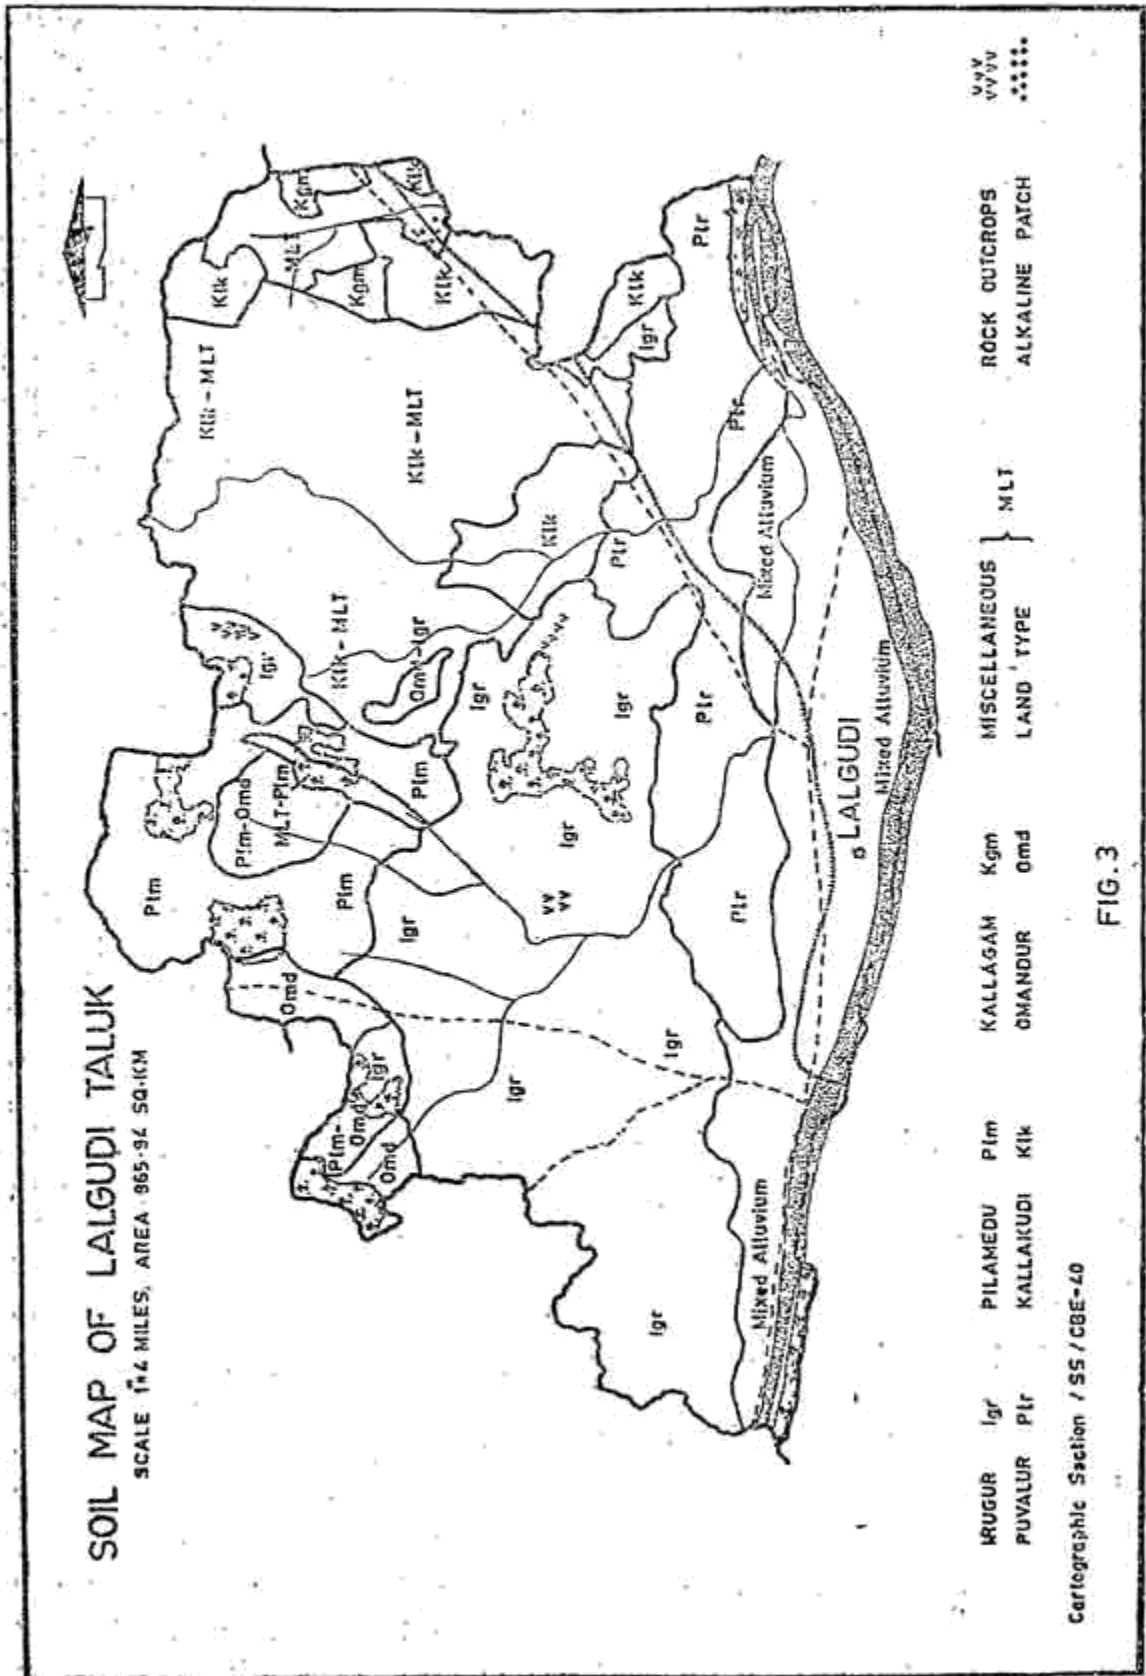 SOIL MAP OF LALGUDI TALUK
SCALE 1"=4 MILES, AREA 965·94 SQ·KM
Plm
Plm-Omd
MLT-Plm
Plm
Plm
Omd
Plm-
Omd
Igr
Omd
Igr
Igr
Igr
Igr
Igr
Igr
Igr
Igr
Igr
Klk-MLT
Klk-MLT
Klk-MLT
Klk
MLT
Kgm
Kgm
Klk
Klk
Klk
Klk
Igr
Ptr
Ptr
Ptr
Ptr
Ptr
Mixed Alluvium
Mixed Alluvium
Mixed Alluvium
LALGUDI
IRUGUR Igr PILAMEDU Plm KALLAGAM Kgm MISCELLANEOUS ROCK OUTCROPS
PUVALUR Ptr KALLAKUDI Klk OMANDUR Omd LAND TYPE } MLT ALKALINE PATCH
Cartographic Section / SS / CBE-40
FIG. 3